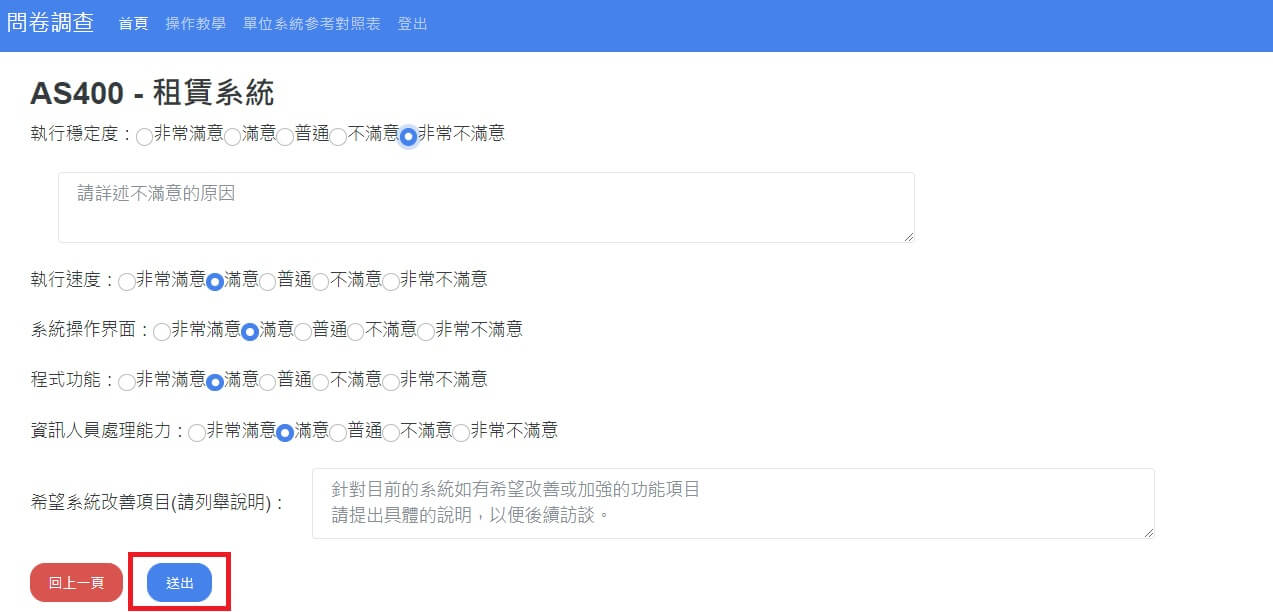 問卷調查 首頁 操作教學 單位系統參考對照表 登出
AS400 - 租賃系統
執行穩定度：非常滿意 滿意 普通 不滿意 非常不滿意
請詳述不滿意的原因
執行速度：非常滿意 滿意 普通 不滿意 非常不滿意
系統操作界面：非常滿意 滿意 普通 不滿意 非常不滿意
程式功能：非常滿意 滿意 普通 不滿意 非常不滿意
資訊人員處理能力：非常滿意 滿意 普通 不滿意 非常不滿意
希望系統改善項目(請列舉說明)：
針對目前的系統如有希望改善或加強的功能項目
請提出具體的說明，以便後續訪談。
回上一頁 送出